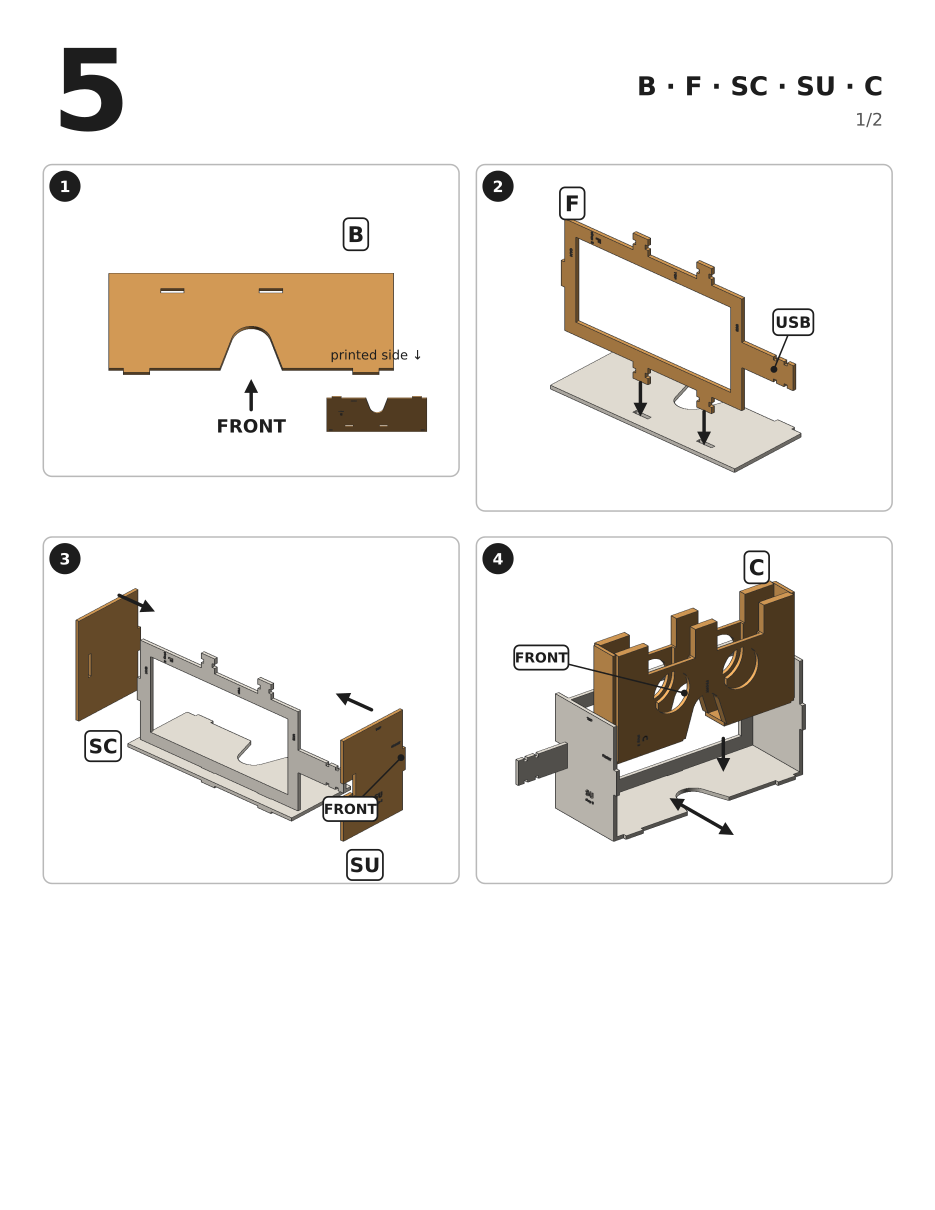 5
B · F · SC · SU · C
1/2
1
B
printed side ↓
FRONT
2
F
USB
3
SC
FRONT
SU
4
C
FRONT